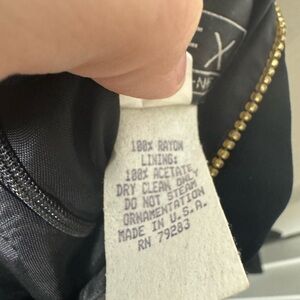 X
100% RAYON
LINING:
100% ACETATE
DRY CLEAN ONLY
DO NOT STEAM
ORNAMENTATION
MADE IN U.S.A.
RN 79283